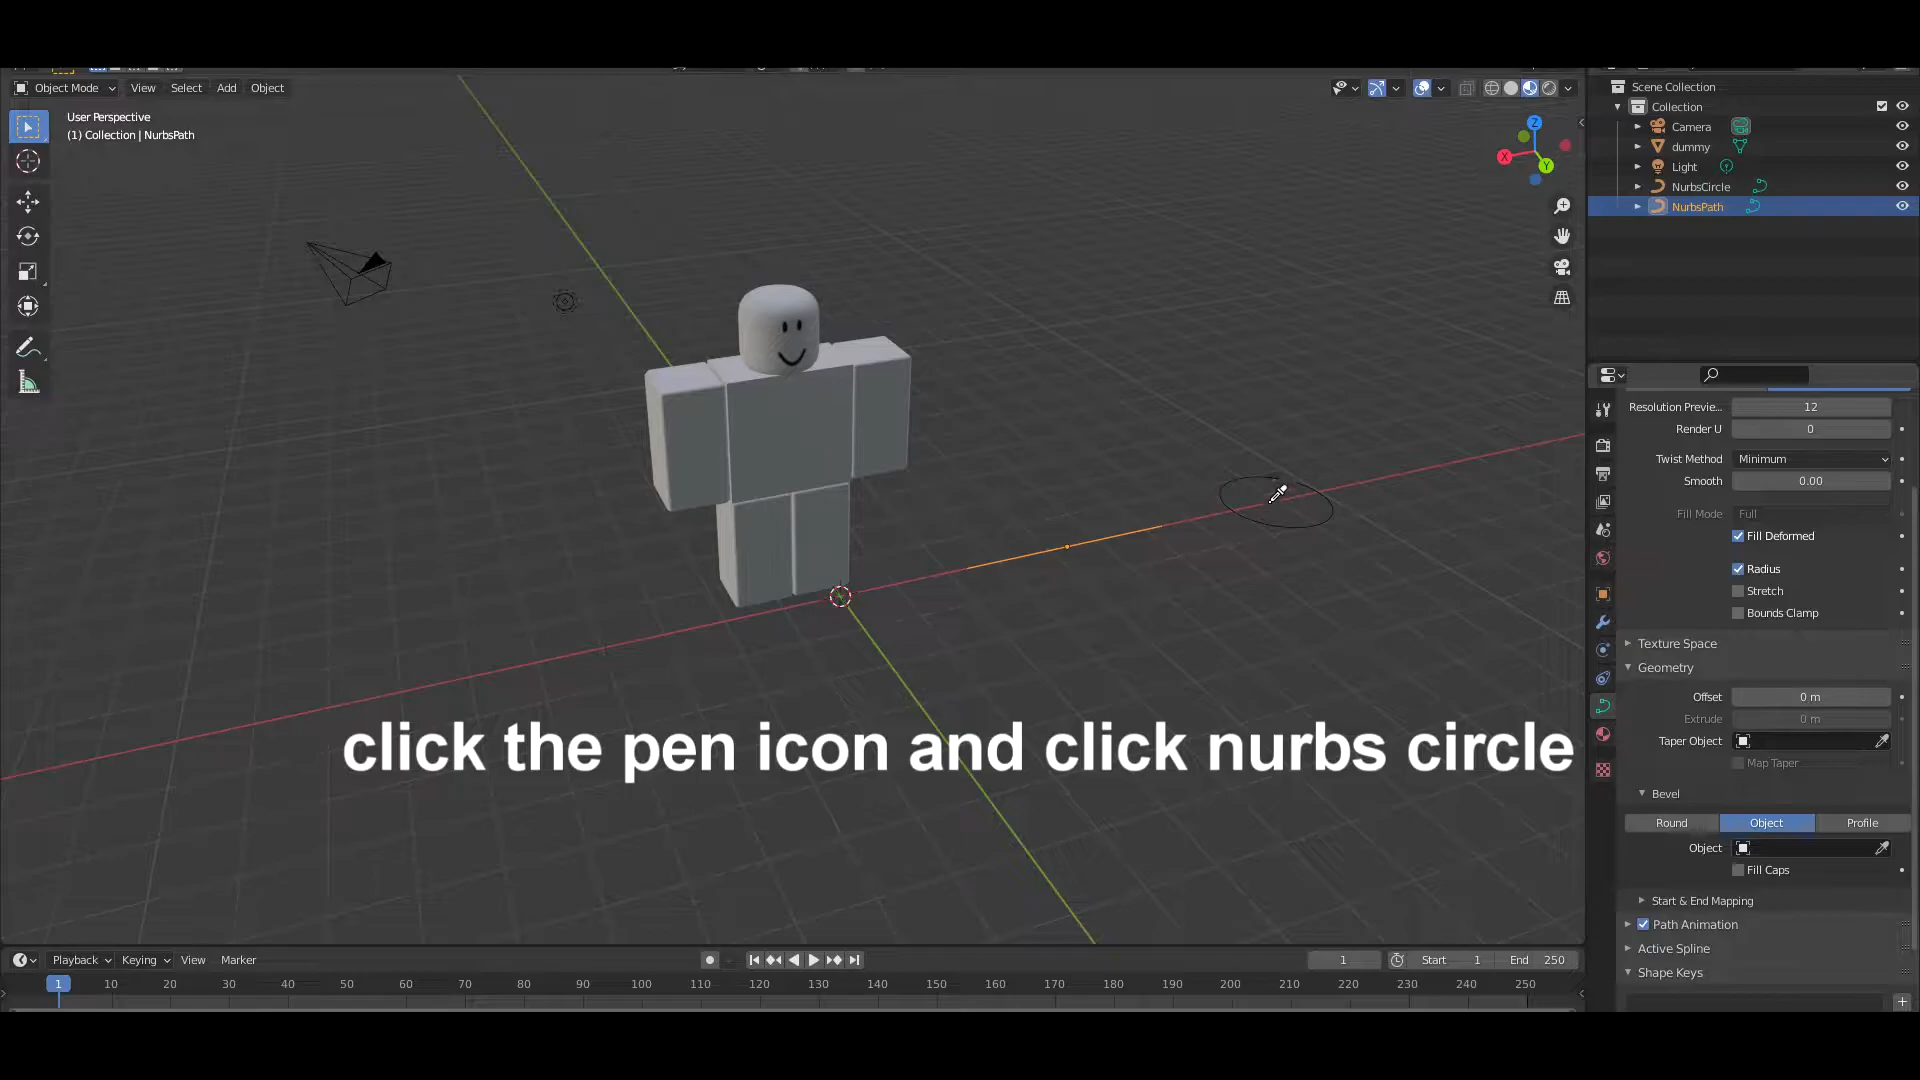 Object Mode
View
Select
Add
Object
User Perspective
(1) Collection | NurbsPath
Z
X
Y
Scene Collection
Collection
Camera
dummy
Light
NurbsCircle
NurbsPath
Resolution Previe...
12
Render U
0
Twist Method
Minimum
Smooth
0.00
Fill Mode
Full
Fill Deformed
Radius
Stretch
Bounds Clamp
Texture Space
Geometry
Offset
0 m
Extrude
0 m
Taper Object
Map Taper
Bevel
Round
Object
Profile
Object
Fill Caps
Start & End Mapping
Path Animation
Active Spline
Shape Keys
click the pen icon and click nurbs circle
Playback
Keying
View
Marker
1
Start
1
End
250
1
10
20
30
40
50
60
70
80
90
100
110
120
130
140
150
160
170
180
190
200
210
220
230
240
250